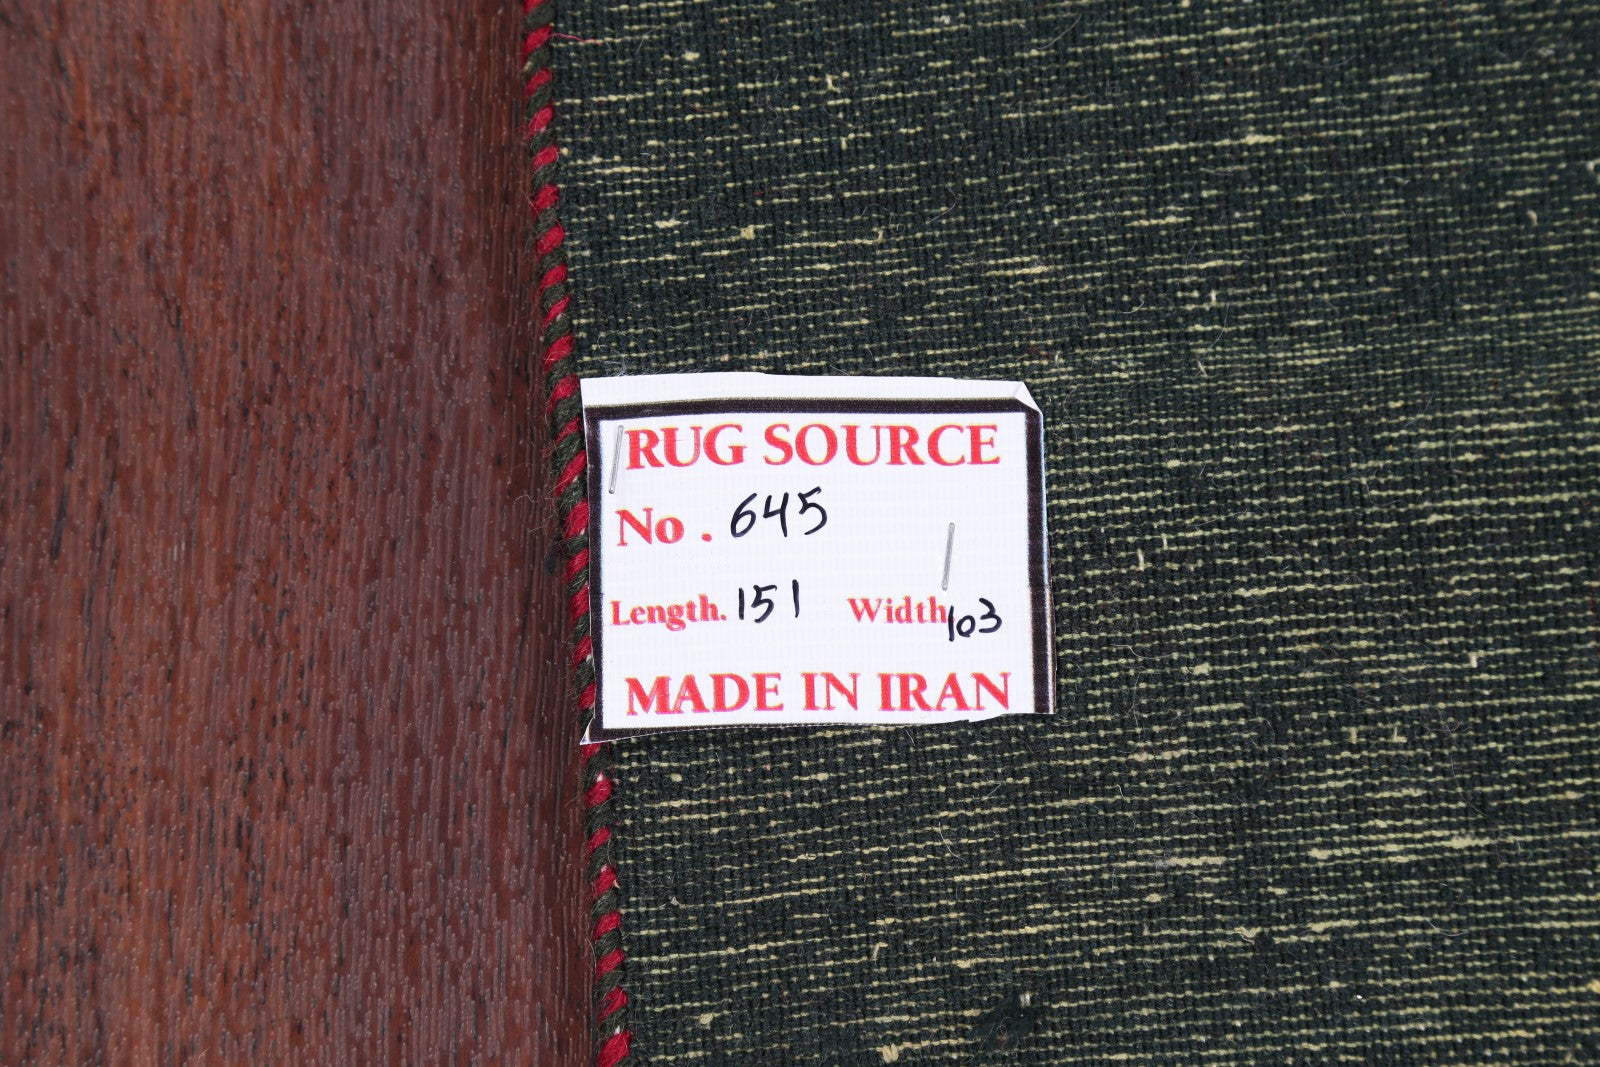 RUG SOURCE
No. 645
Length. 151 Width 103
MADE IN IRAN